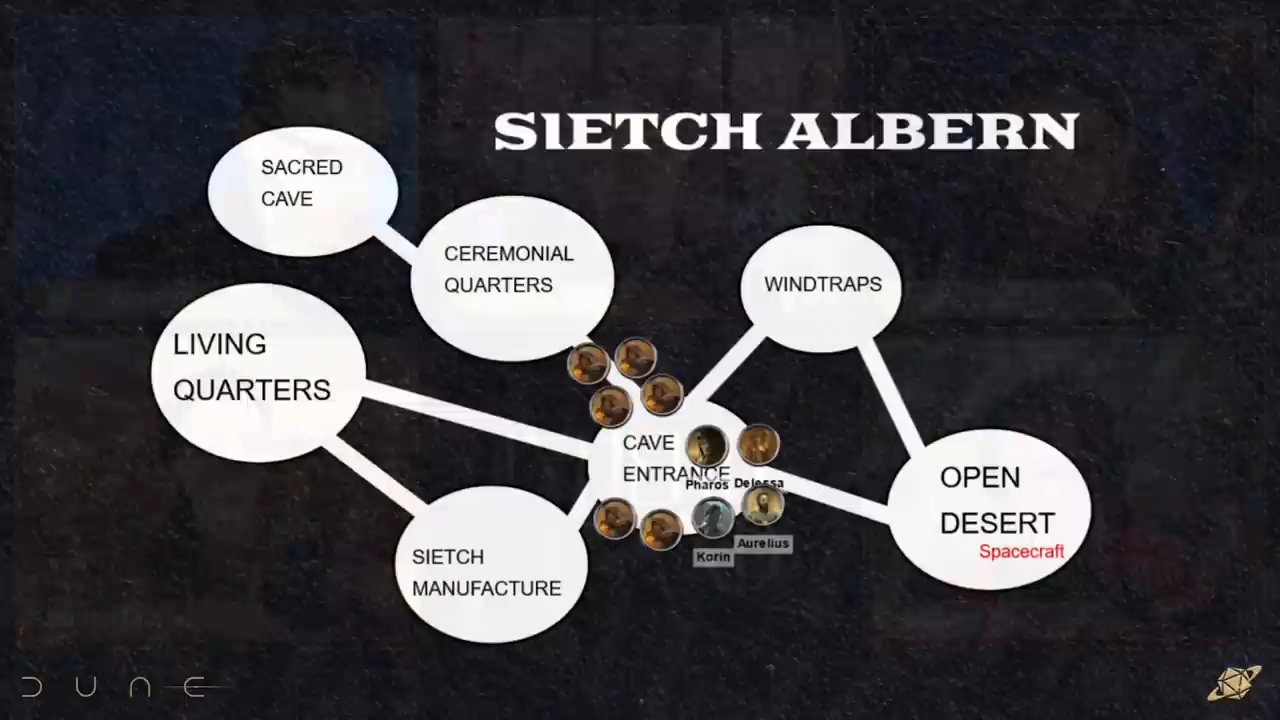 SIETCH ALBERN
SACRED
CAVE
CEREMONIAL
QUARTERS
WINDTRAPS
LIVING
QUARTERS
CAVE
ENTRANCE
Pharos
Delessa
OPEN
DESERT
Spacecraft
Aurelius
Korin
SIETCH
MANUFACTURE
DUNE